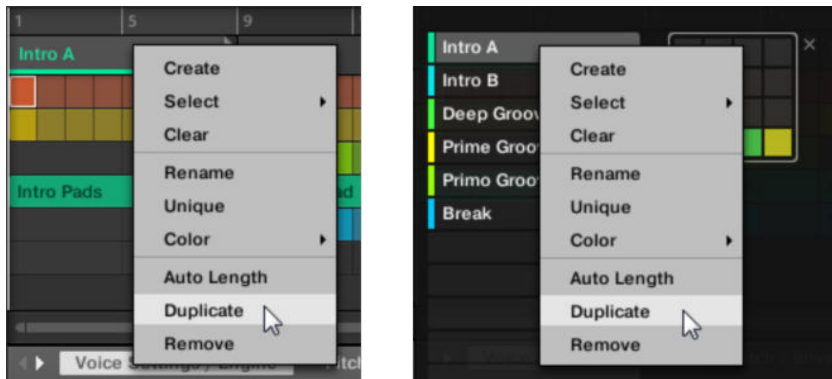 1 5 9
Intro A
Create
Select
Clear
Rename
Unique
Intro Pads
Color
Auto Length
Duplicate
Remove
Voice
Intro A
Intro B
Deep Groov
Prime Groo
Primo Groo
Break
Create
Select
Clear
Rename
Unique
Color
Auto Length
Duplicate
Remove